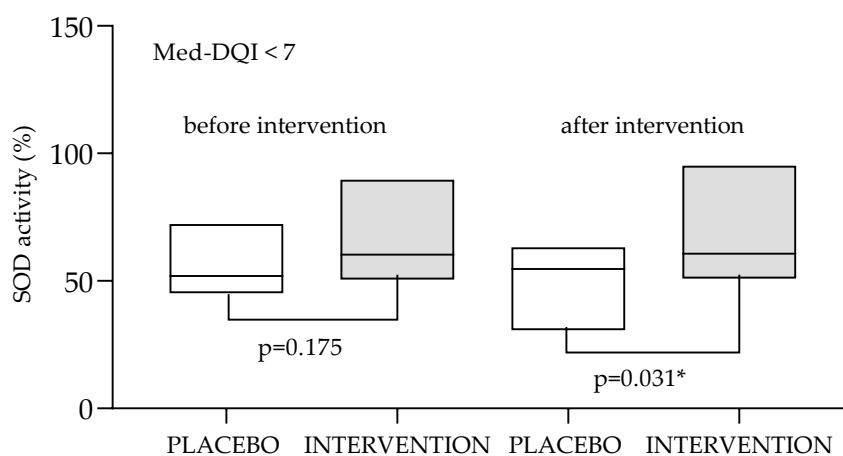 150
Med-DQI < 7
before intervention after intervention
100
SOD activity (%)
50
p=0.175
p=0.031*
0
PLACEBO INTERVENTION PLACEBO INTERVENTION